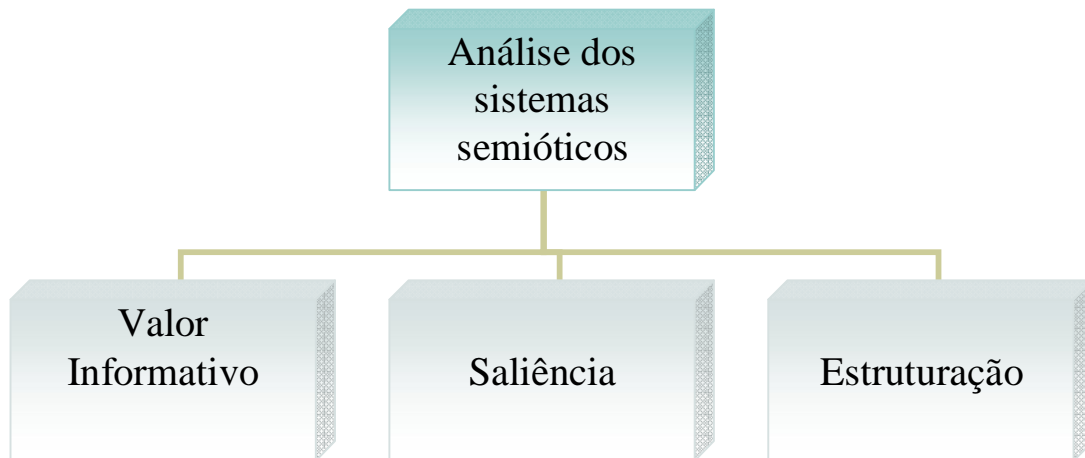 Análise dos
sistemas
semióticos
Valor
Informativo
Saliência
Estruturação